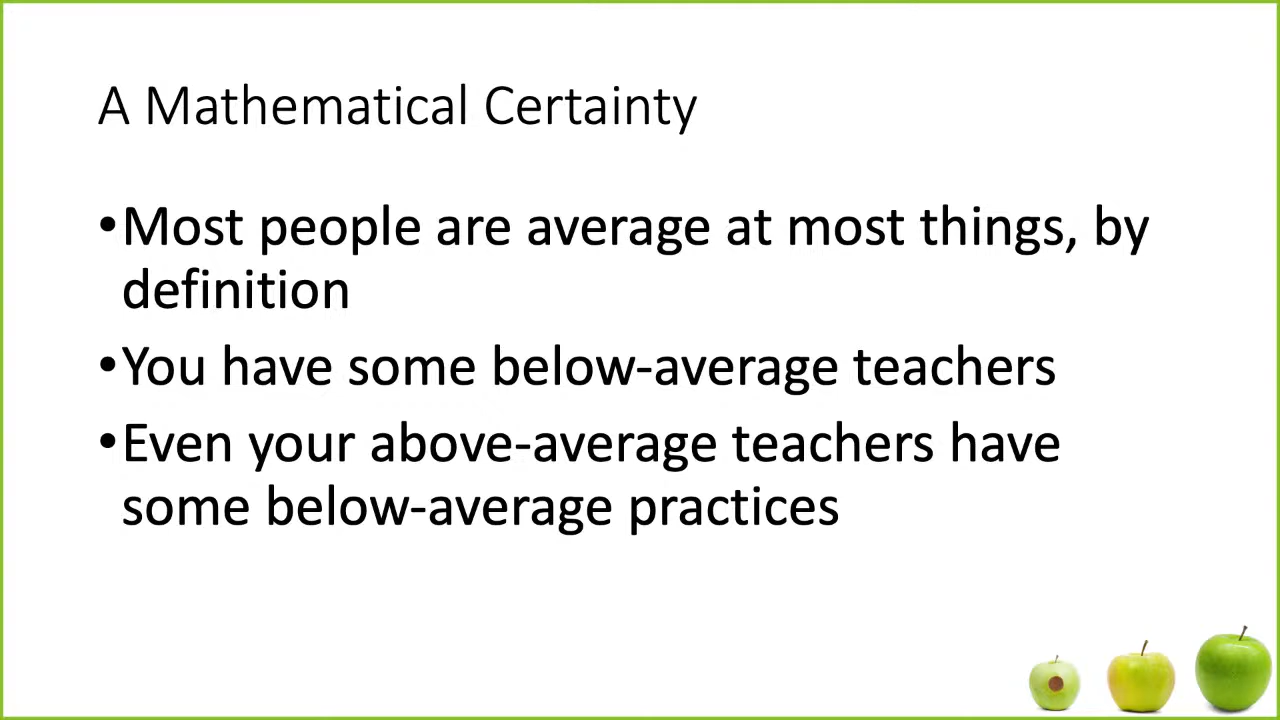 A Mathematical Certainty
•Most people are average at most things, by
definition
•You have some below-average teachers
•Even your above-average teachers have
some below-average practices